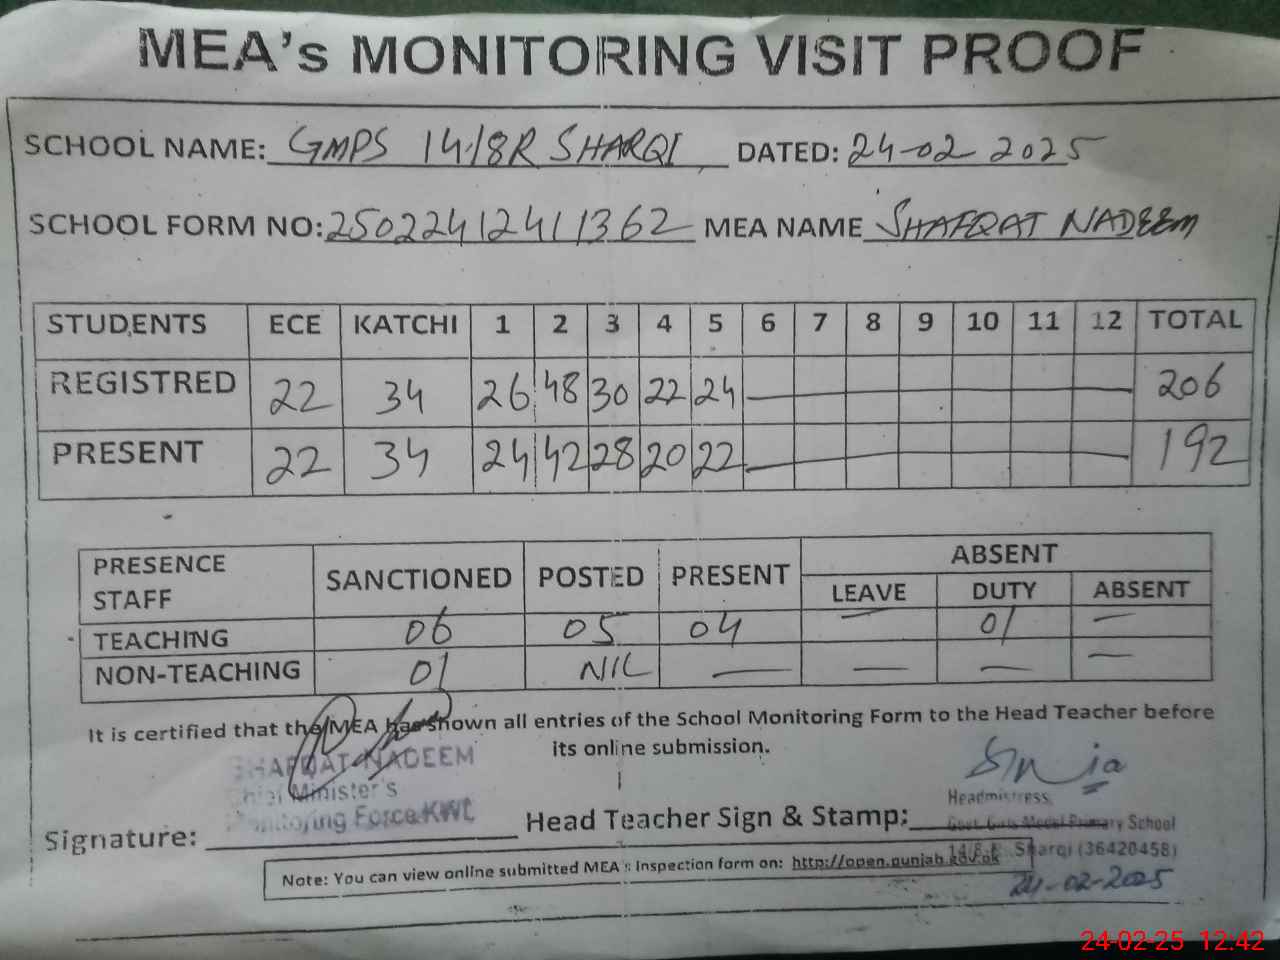 MEA's MONITORING VISIT PROOF
SCHOOL NAME: GMPS 14/8R SHARQI DATED: 24-02-2025
SCHOOL FORM NO: 25022412411362 MEA NAME SHAFQAT NADEEM
STUDENTS ECE KATCHI 1 2 3 4 5 6 7 8 9 10 11 12 TOTAL
REGISTRED 22 34 26 48 30 22 24 206
PRESENT 22 34 24 42 28 20 22 192
PRESENCE STAFF SANCTIONED POSTED PRESENT ABSENT
LEAVE DUTY ABSENT
TEACHING 06 05 04 — 01 —
NON-TEACHING 01 NIL — — — —
It is certified that the MEA has shown all entries of the School Monitoring Form to the Head Teacher before
its online submission.
SHAFQAT NADEEM
Chief Minister's
Monitoring Force KWL
Signature:
Head Teacher Sign & Stamp:
Headmistress
Govt. Girls Model Primary School
14/8-R Sharqi (36420458)
24-02-2025
Note: You can view online submitted MEA's Inspection form on: http://open.punjab.gov.pk
24-02-25 12:42